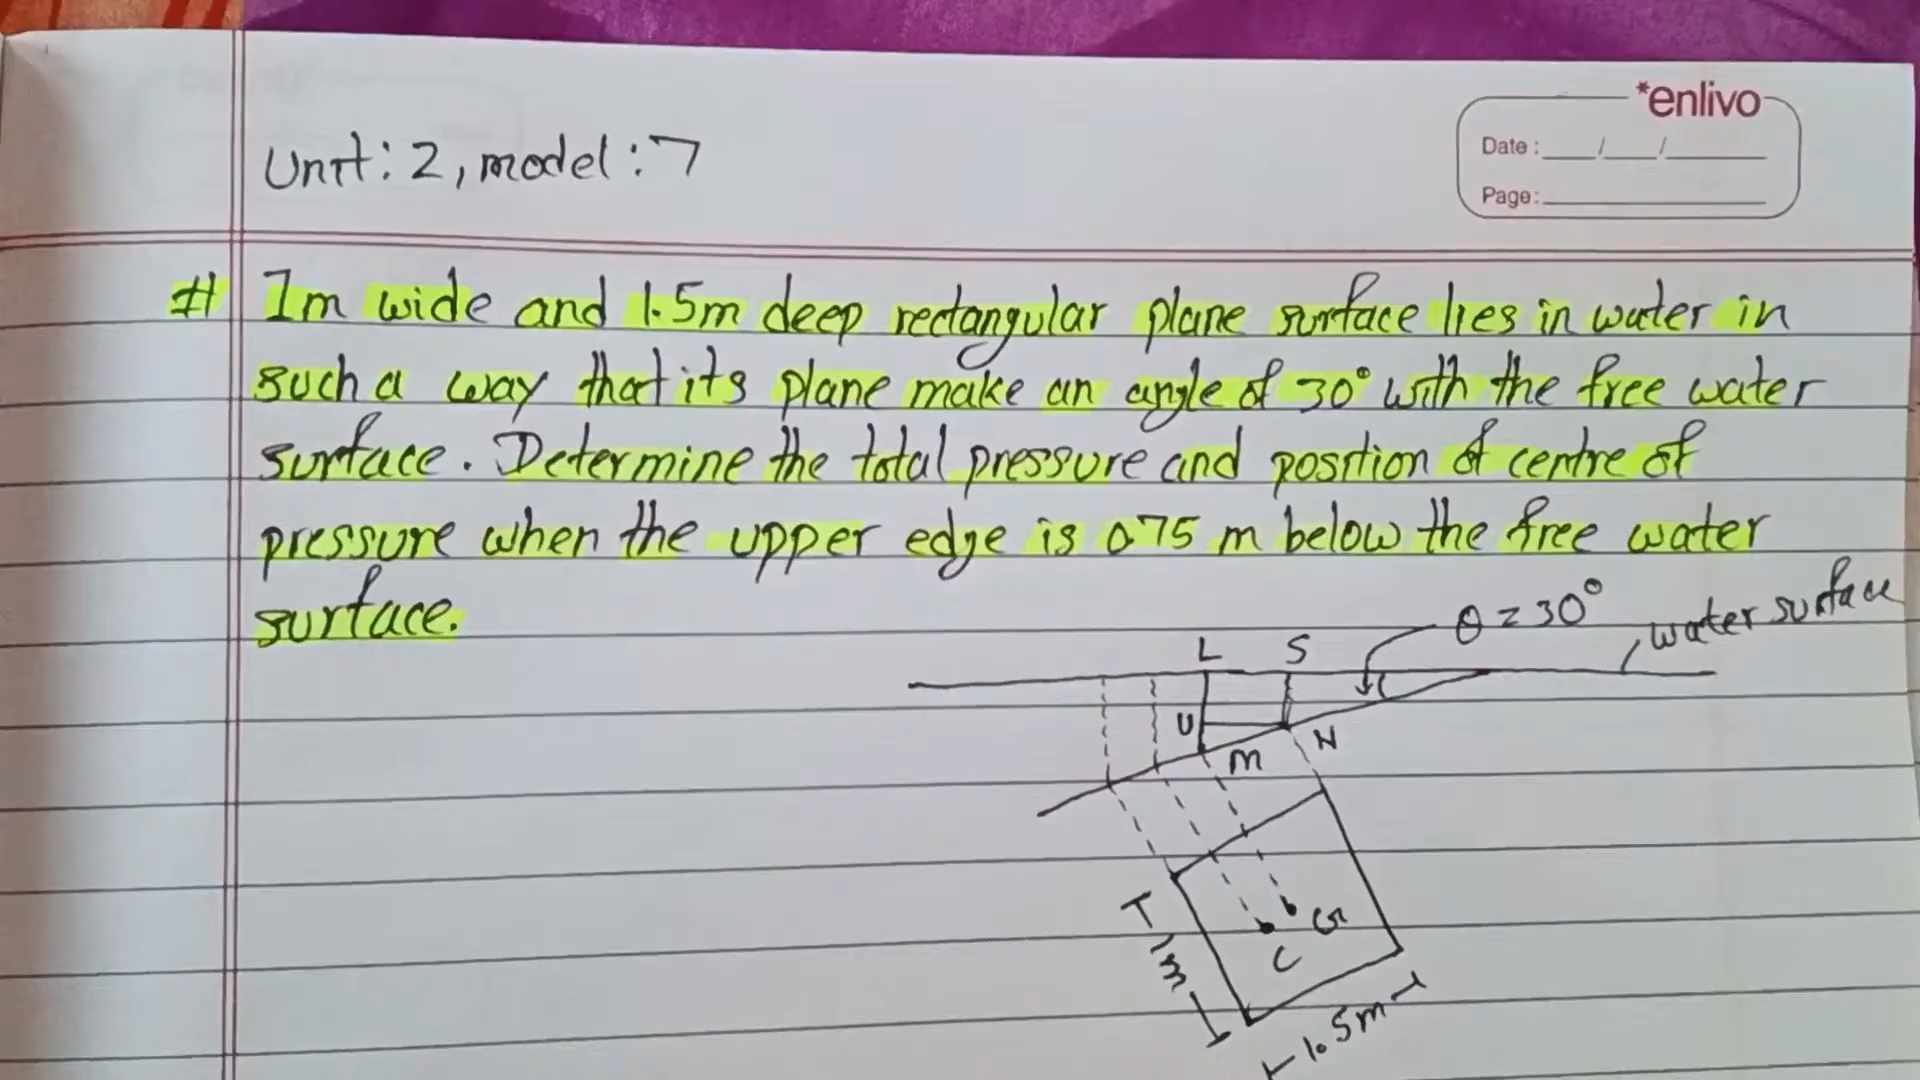 *enlivo
Date : ___/___/______
Page: ____________
Unit: 2, model: 7
# 1m wide and 1.5m deep rectangular plane surface lies in water in
such a way that its plane make an angle of 30° with the free water
surface. Determine the total pressure and position of centre of
pressure when the upper edge is 0.75 m below the free water
surface.
θ = 30°
water surface
L S
U
M
N
G
C
1m
1.5m